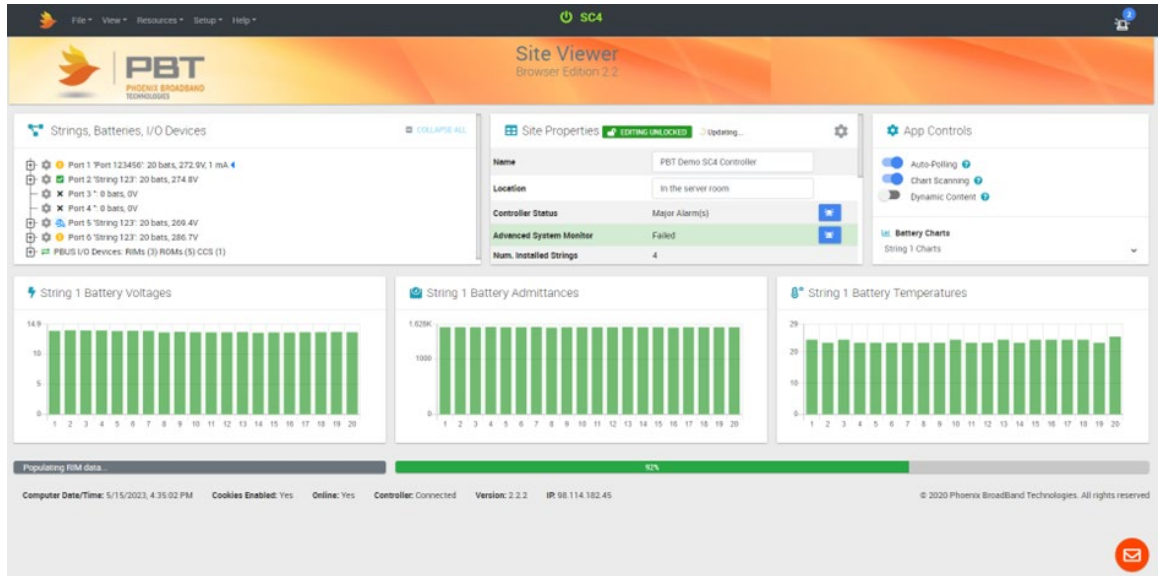 File View Resources Setup Help SC4 2
PBT
PHOENIX BROADBAND
TECHNOLOGIES
Site Viewer
Browser Edition 2.2
Strings, Batteries, I/O Devices
COLLAPSE ALL
Port 1 'Port 123456': 20 bats, 272.9V, 1 mA
Port 2 'String 123': 20 bats, 274.8V
Port 3 '': 0 bats, 0V
Port 4 '': 0 bats, 0V
Port 5 'String 123': 20 bats, 269.4V
Port 6 'String 123': 20 bats, 286.7V
PBUS I/O Devices: RIMs (3) ROMs (5) CCS (1)
Site Properties EDITING UNLOCKED Updating...
Name PBT Demo SC4 Controller
Location In the server room
Controller Status Major Alarm(s)
Advanced System Monitor Failed
Num. Installed Strings 4
App Controls
Auto-Polling ?
Chart Scanning ?
Dynamic Content ?
Battery Charts
String 1 Charts
String 1 Battery Voltages
14.9
10
5
0
1 2 3 4 5 6 7 8 9 10 11 12 13 14 15 16 17 18 19 20
String 1 Battery Admittances
1.628K
1000
0
1 2 3 4 5 6 7 8 9 10 11 12 13 14 15 16 17 18 19 20
String 1 Battery Temperatures
29
20
10
0
1 2 3 4 5 6 7 8 9 10 11 12 13 14 15 16 17 18 19 20
Populating RIM data...
92%
Computer Date/Time: 5/15/2023, 4:35:02 PM Cookies Enabled: Yes Online: Yes Controller: Connected Version: 2.2.2 IP: 98.114.182.45 © 2020 Phoenix BroadBand Technologies. All rights reserved